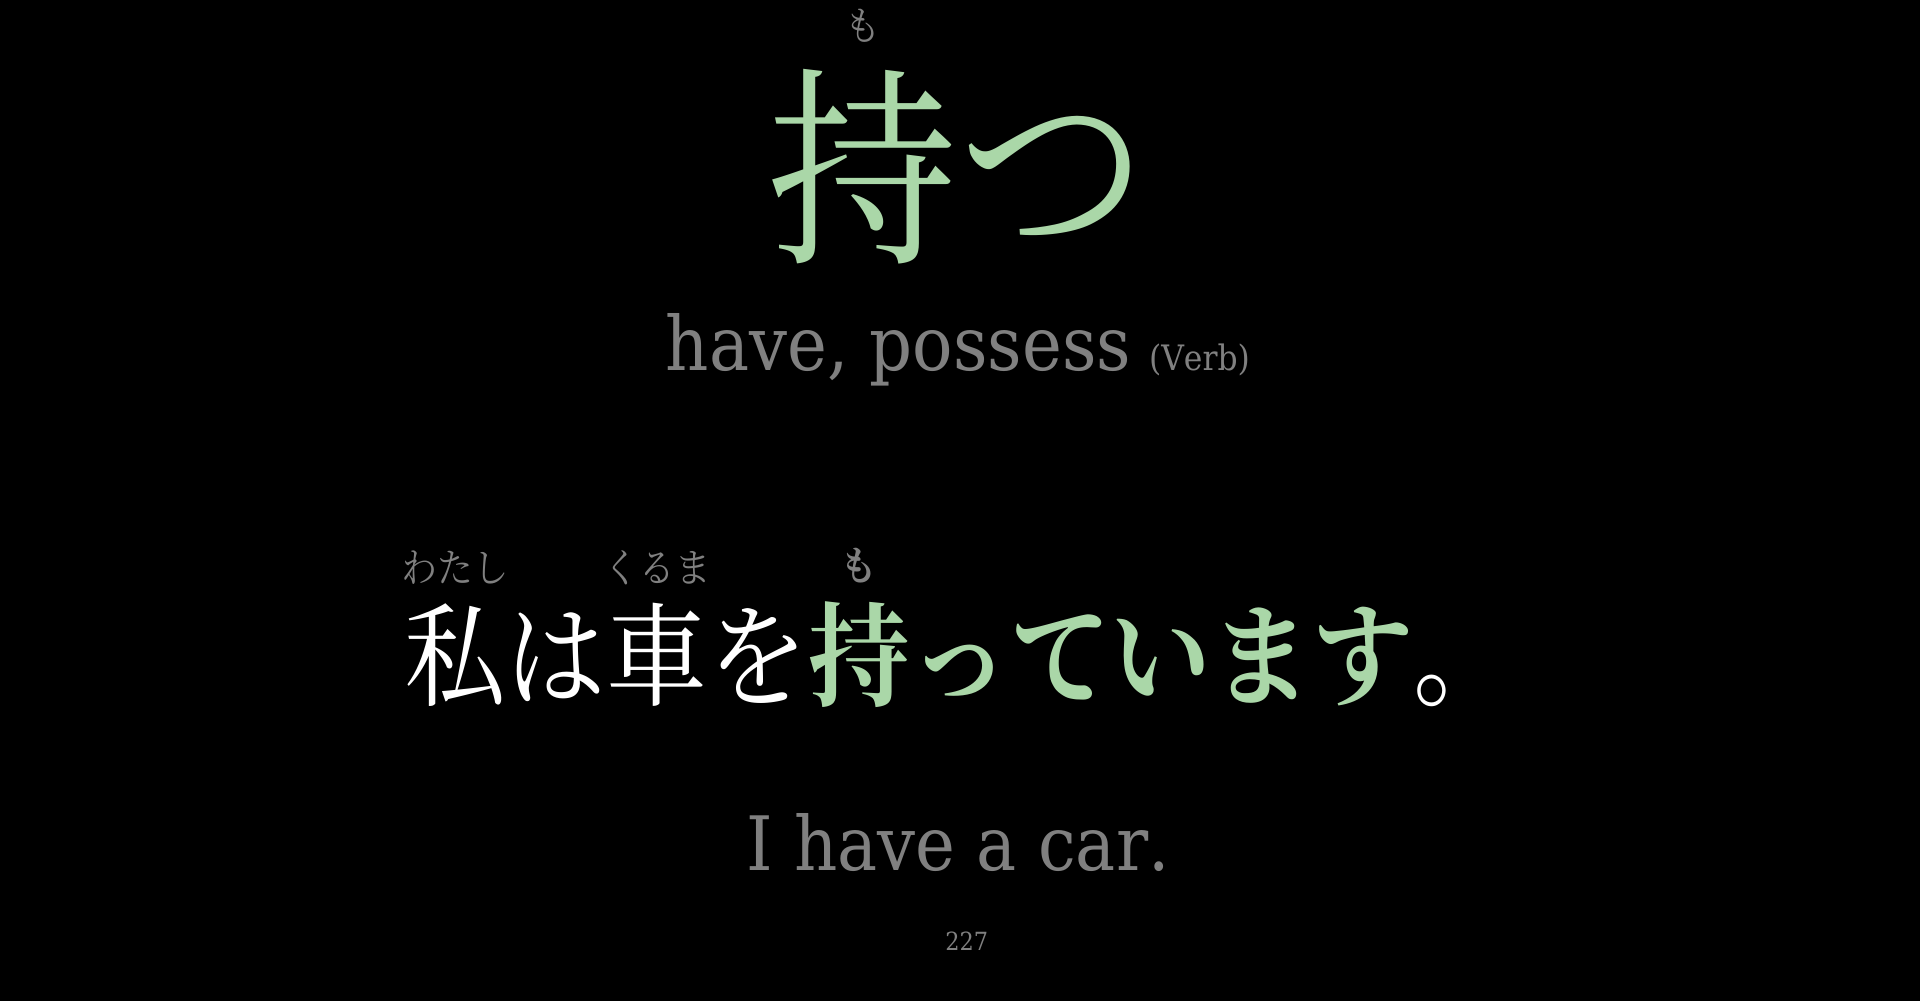 も
持つ
have, possess (Verb)
わたし くるま も
私は車を持っています。
I have a car.
227